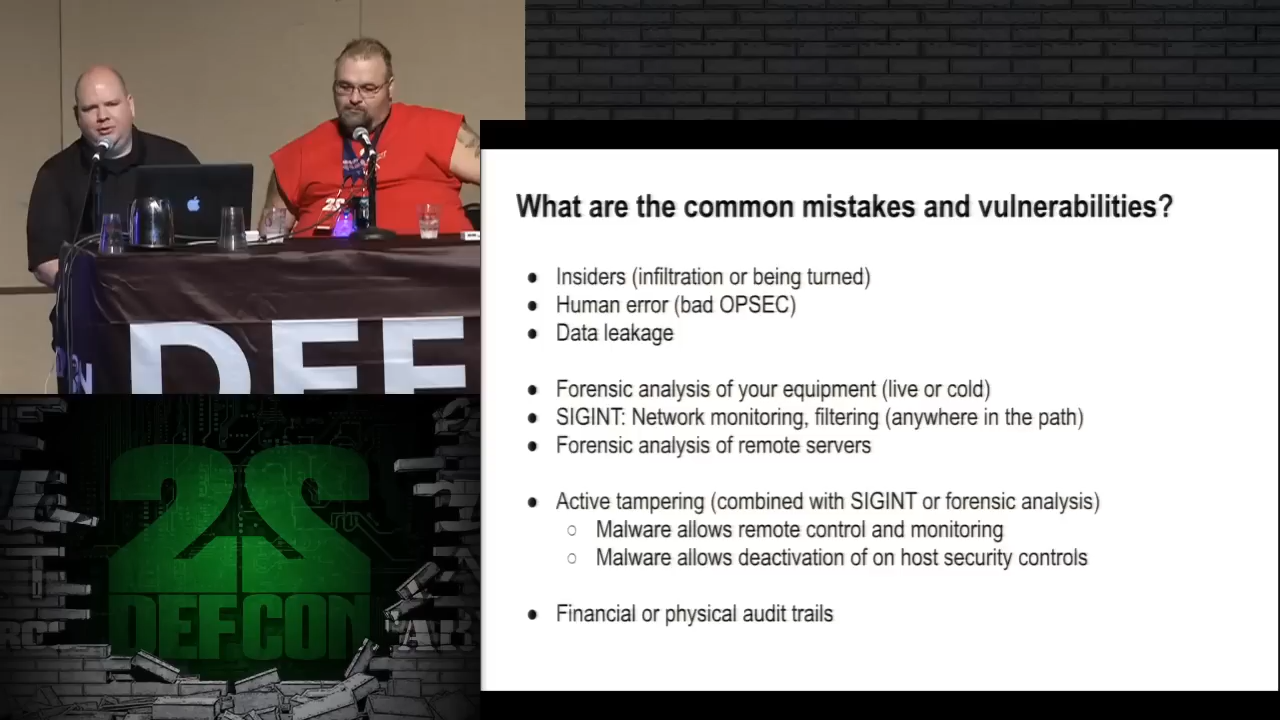 What are the common mistakes and vulnerabilities?
Insiders (infiltration or being turned)
Human error (bad OPSEC)
Data leakage
Forensic analysis of your equipment (live or cold)
SIGINT: Network monitoring, filtering (anywhere in the path)
Forensic analysis of remote servers
Active tampering (combined with SIGINT or forensic analysis)
Malware allows remote control and monitoring
Malware allows deactivation of on host security controls
Financial or physical audit trails
DEF
22
DEFCON